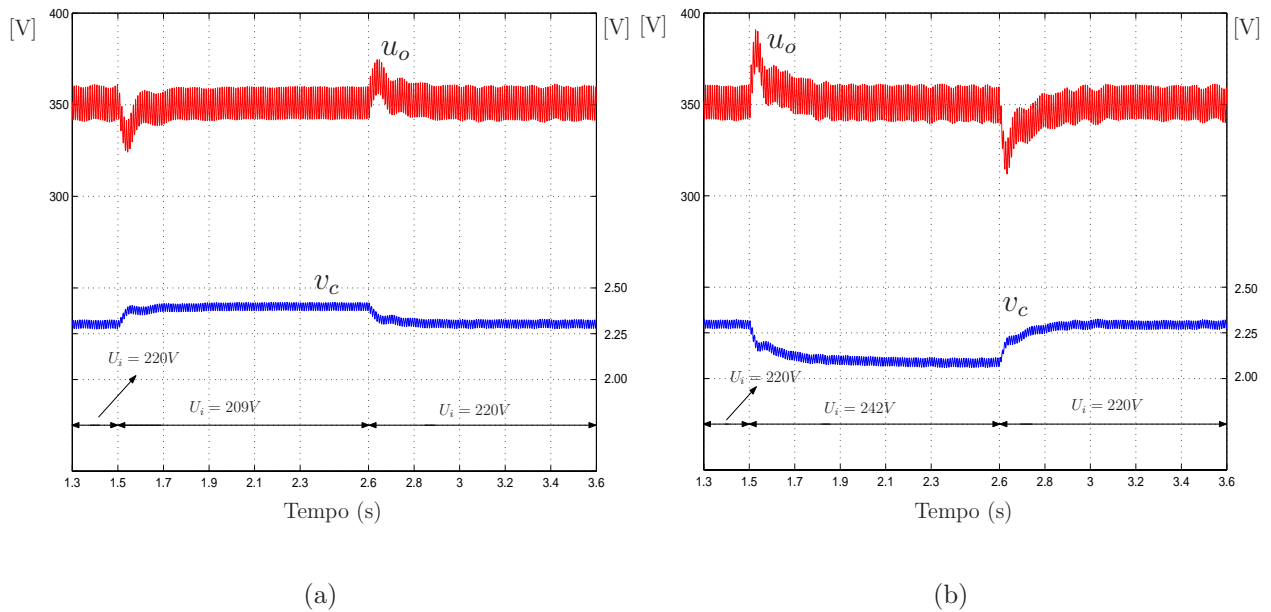 400
[V]
u_o
350
300
v_c
2.50
2.25
2.00
U_i = 220V
U_i = 209V
U_i = 220V
1.3 1.5 1.7 1.9 2.1 2.3 2.6 2.8 3 3.2 3.4 3.6
Tempo (s)
[V]
(a)
400
[V]
u_o
350
300
v_c
2.50
2.25
2.00
U_i = 220V
U_i = 242V
U_i = 220V
1.3 1.5 1.7 1.9 2.1 2.3 2.6 2.8 3 3.2 3.4 3.6
Tempo (s)
[V]
(b)